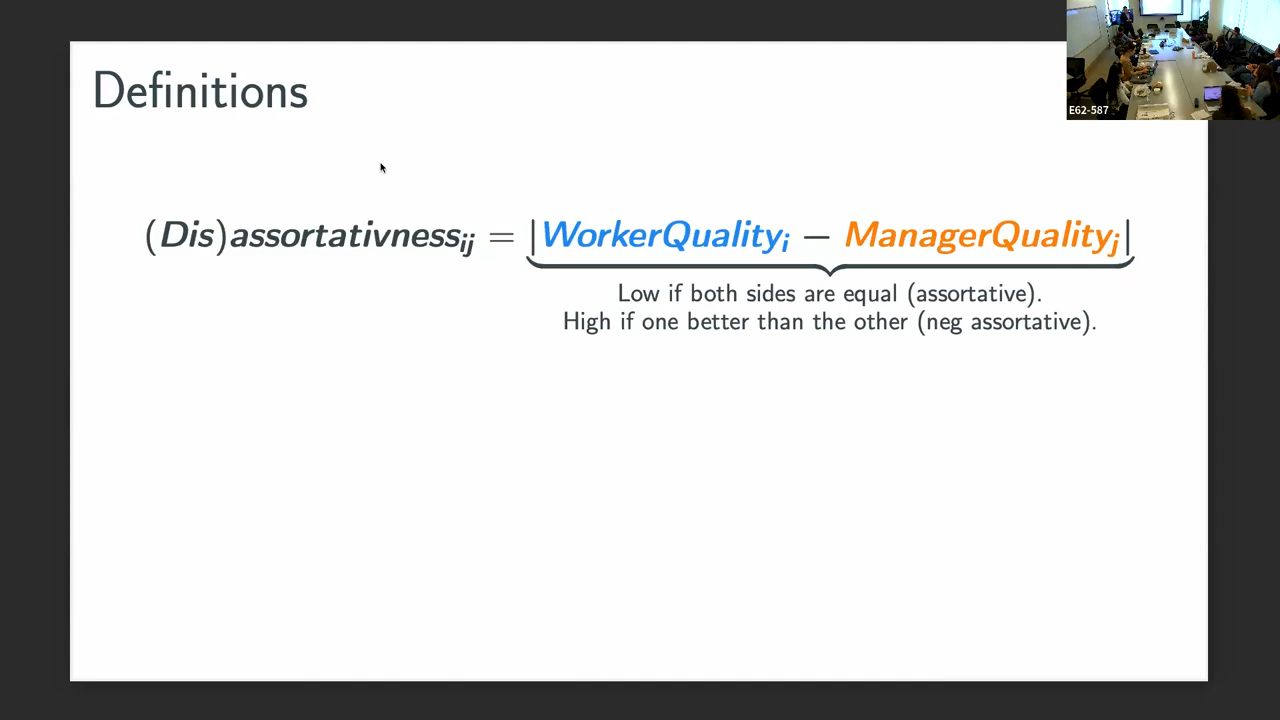 Definitions
E62-587
(Dis)assortativness_ij = |WorkerQuality_i − ManagerQuality_j|
Low if both sides are equal (assortative).
High if one better than the other (neg assortative).